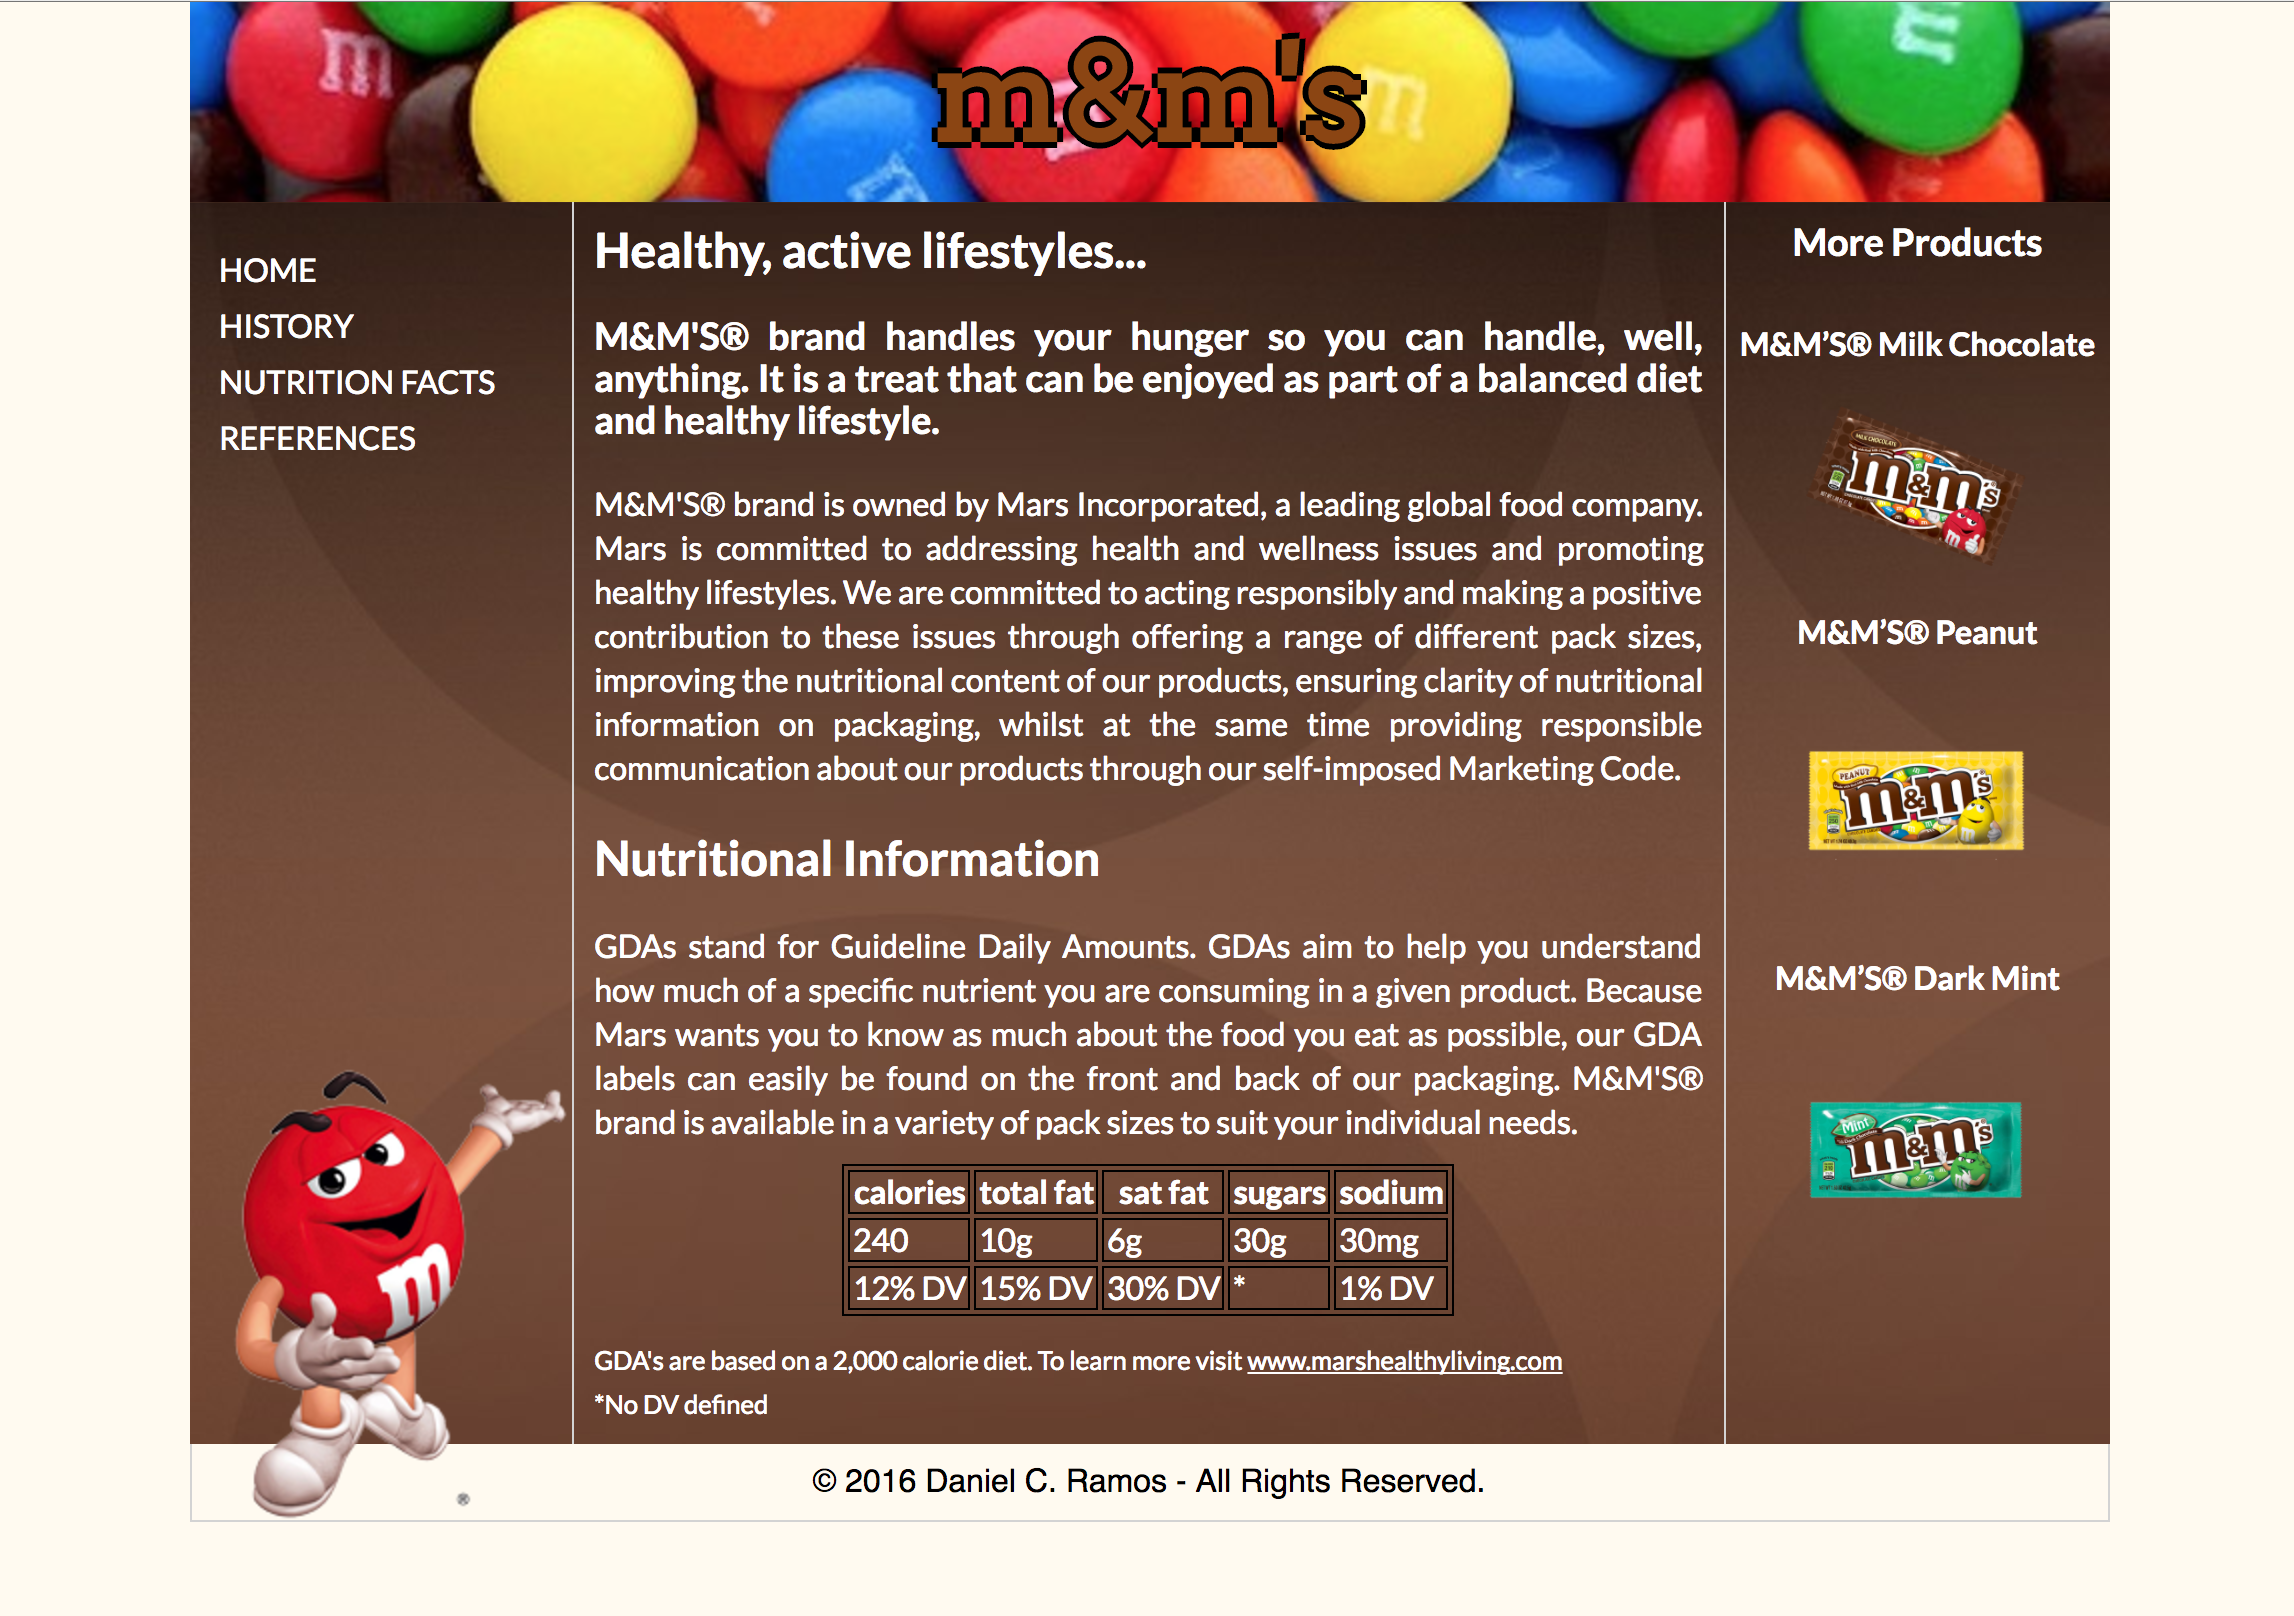 m&m's
HOME
HISTORY
NUTRITION FACTS
REFERENCES
Healthy, active lifestyles...
M&M'S® brand handles your hunger so you can handle, well,
anything. It is a treat that can be enjoyed as part of a balanced diet
and healthy lifestyle.
M&M'S® brand is owned by Mars Incorporated, a leading global food company.
Mars is committed to addressing health and wellness issues and promoting
healthy lifestyles. We are committed to acting responsibly and making a positive
contribution to these issues through offering a range of different pack sizes,
improving the nutritional content of our products, ensuring clarity of nutritional
information on packaging, whilst at the same time providing responsible
communication about our products through our self-imposed Marketing Code.
Nutritional Information
GDAs stand for Guideline Daily Amounts. GDAs aim to help you understand
how much of a specific nutrient you are consuming in a given product. Because
Mars wants you to know as much about the food you eat as possible, our GDA
labels can easily be found on the front and back of our packaging. M&M'S®
brand is available in a variety of pack sizes to suit your individual needs.
calories total fat sat fat sugars sodium
240 10g 6g 30g 30mg
12% DV 15% DV 30% DV * 1% DV
GDA's are based on a 2,000 calorie diet. To learn more visit www.marshealthyliving.com
*No DV defined
More Products
M&M’S® Milk Chocolate
MILK CHOCOLATE
m&m's
M&M’S® Peanut
PEANUT
m&m's
M&M’S® Dark Mint
Mint
m&m's
m
© 2016 Daniel C. Ramos - All Rights Reserved.